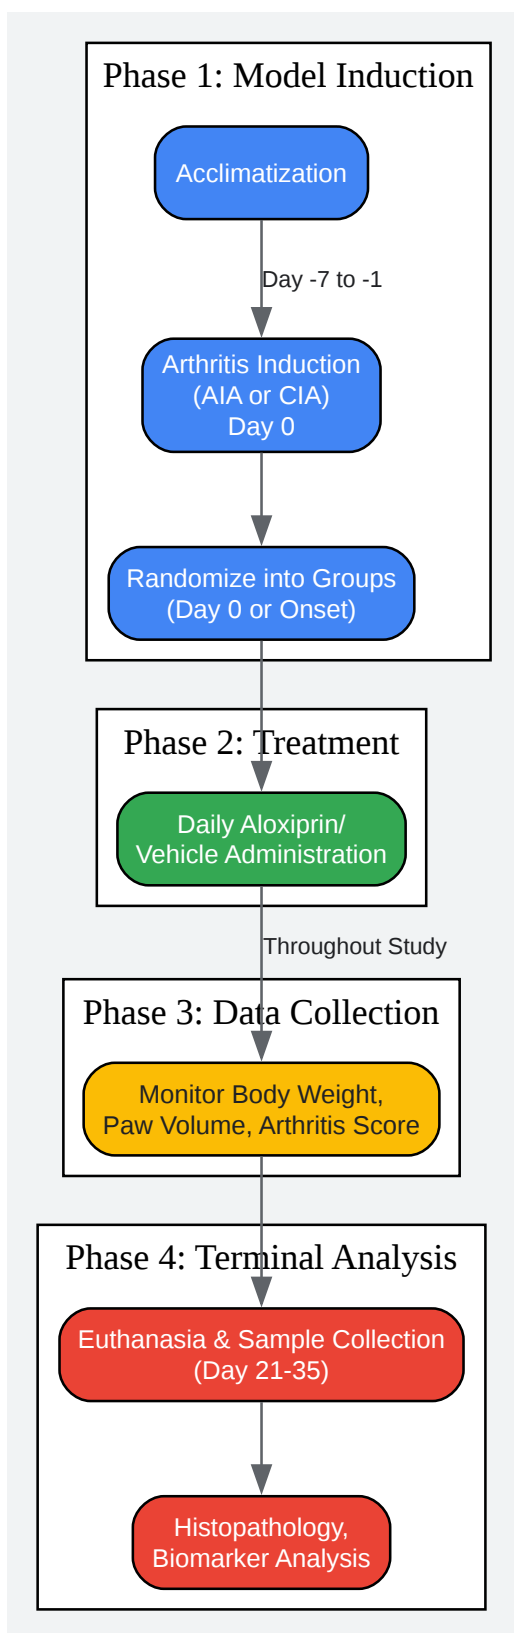 Phase 1: Model Induction
Acclimatization
Day -7 to -1
Arthritis Induction
(AIA or CIA)
Day 0
Randomize into Groups
(Day 0 or Onset)
Phase 2: Treatment
Daily Aloxiprin/
Vehicle Administration
Throughout Study
Phase 3: Data Collection
Monitor Body Weight,
Paw Volume, Arthritis Score
Phase 4: Terminal Analysis
Euthanasia & Sample Collection
(Day 21-35)
Histopathology,
Biomarker Analysis